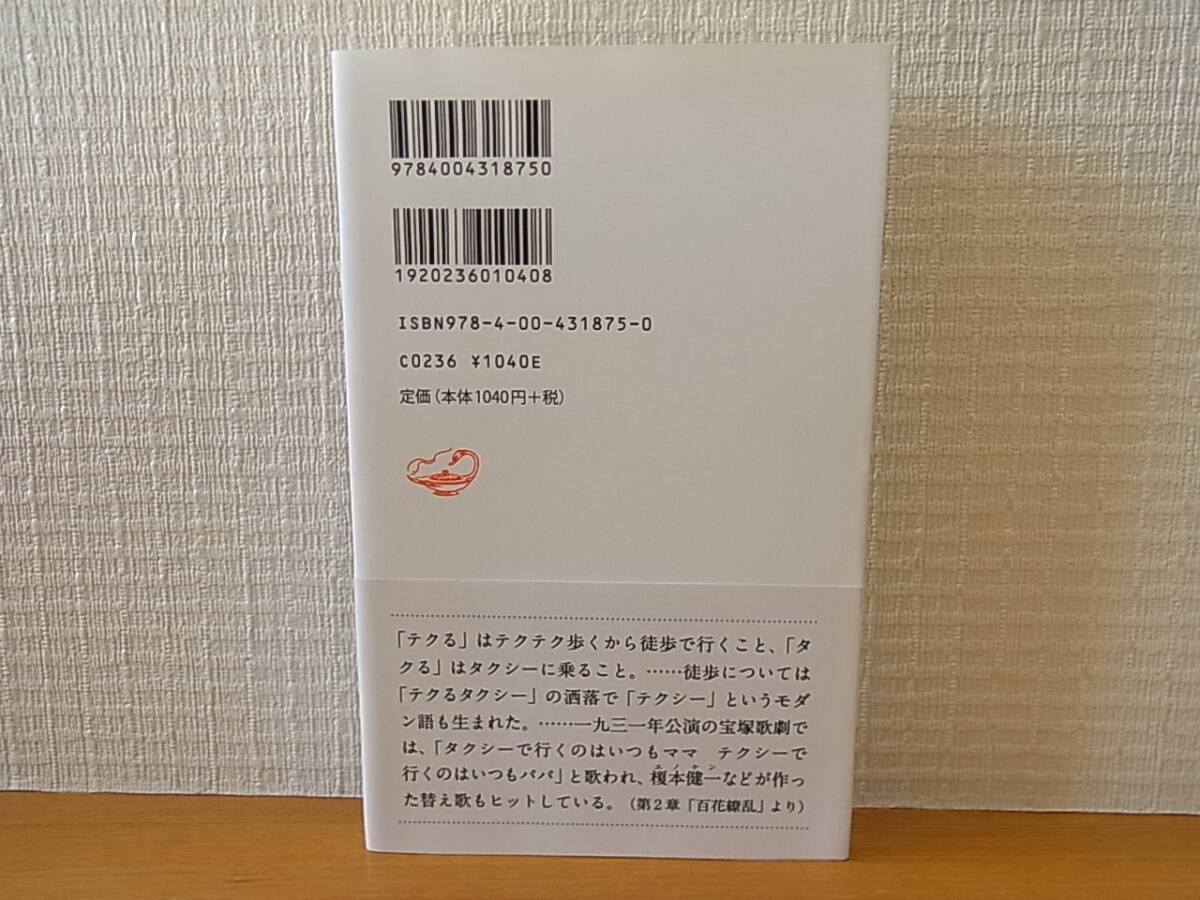 9784004318750
1920236010408
ISBN978-4-00-431875-0
C0236 ¥1040E
定価(本体1040円+税)
「テクる」はテクテク歩くから徒歩で行くこと、「タ
クる」はタクシーに乗ること。……徒歩については
「テクるタクシー」の洒落で「テクシー」というモダ
ン語も生まれた。……一九三一年公演の宝塚歌劇で
は、「タクシーで行くのはいつもママ　テクシーで
行くのはいつもパパ」と歌われ、榎本健一などが作っ
エノケン
た替え歌もヒットしている。(第2章「百花繚乱」より)